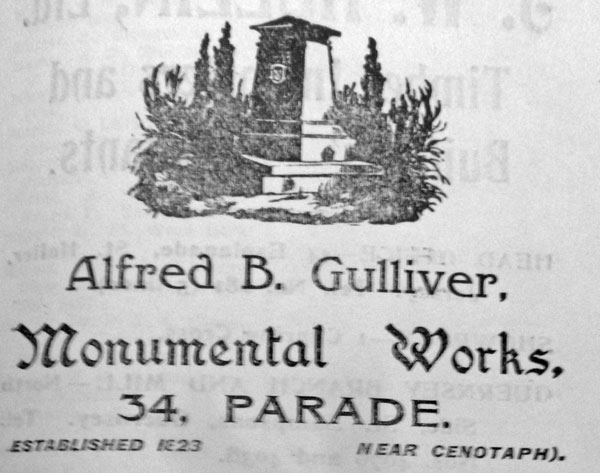 Alfred B. Gulliver,
Monumental Works,
34, PARADE.
ESTABLISHED 1823 NEAR CENOTAPH).